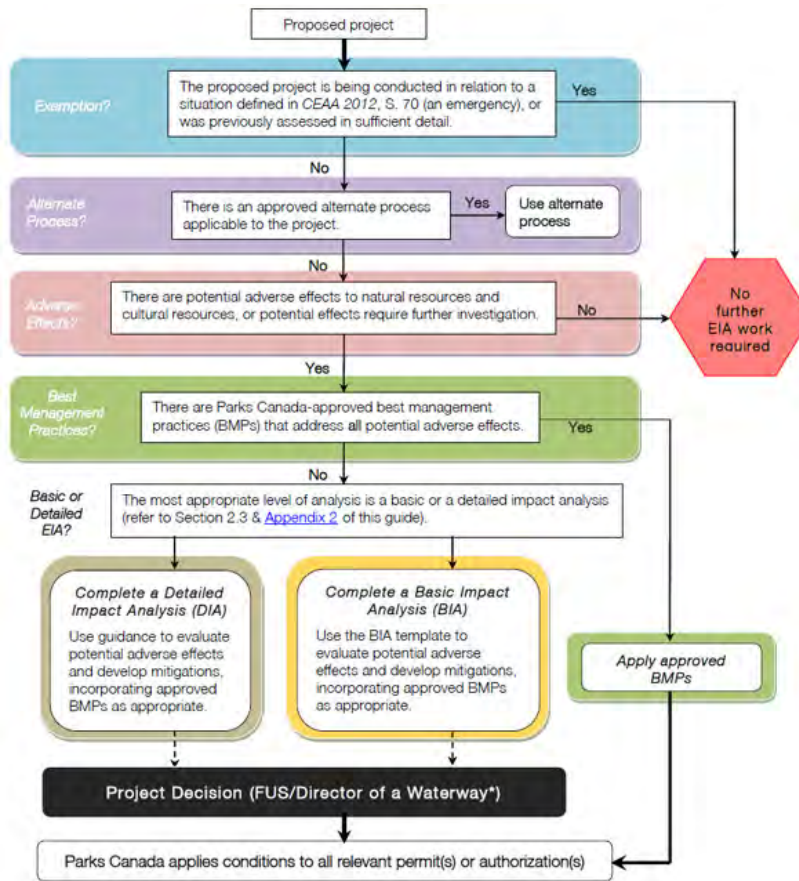 Proposed project
Exemption?
The proposed project is being conducted in relation to a
situation defined in CEAA 2012, S. 70 (an emergency), or
was previously assessed in sufficient detail.
Yes
No
Alternate
Process?
There is an approved alternate process
applicable to the project.
Yes
Use alternate
process
No
Adverse
Effects?
There are potential adverse effects to natural resources and
cultural resources, or potential effects require further investigation.
No
No
further
EIA work
required
Yes
Best
Management
Practices?
There are Parks Canada-approved best management
practices (BMPs) that address all potential adverse effects.
Yes
No
Basic or
Detailed
EIA?
The most appropriate level of analysis is a basic or a detailed impact analysis
(refer to Section 2.3 & Appendix 2 of this guide).
Complete a Detailed
Impact Analysis (DIA)
Use guidance to evaluate
potential adverse effects
and develop mitigations,
incorporating approved
BMPs as appropriate.
Complete a Basic Impact
Analysis (BIA)
Use the BIA template to
evaluate potential adverse
effects and develop mitigations,
incorporating approved BMPs
as appropriate.
Apply approved
BMPs
Project Decision (FUS/Director of a Waterway*)
Parks Canada applies conditions to all relevant permit(s) or authorization(s)